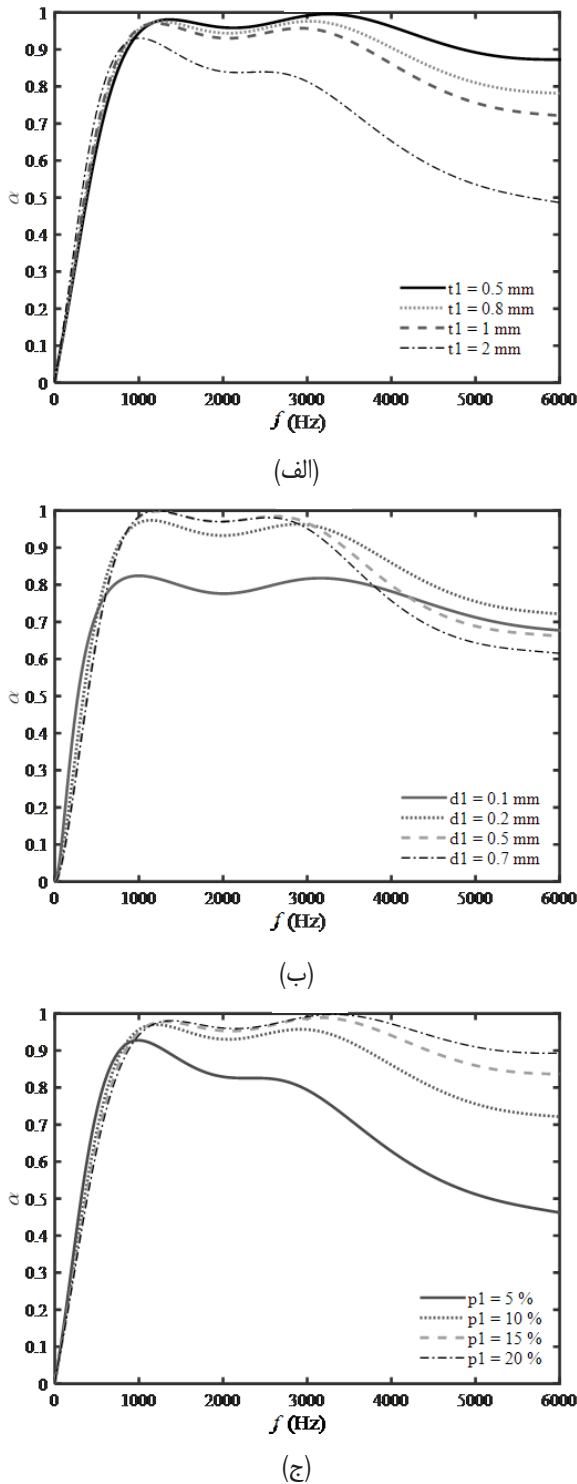 1
0.9
0.8
0.7
0.6
0.5
0.4
0.3
0.2
0.1
0
α
t1 = 0.5 mm
t1 = 0.8 mm
t1 = 1 mm
t1 = 2 mm
0 1000 2000 3000 4000 5000 6000
f (Hz)
(الف)
1
0.9
0.8
0.7
0.6
0.5
0.4
0.3
0.2
0.1
0
α
d1 = 0.1 mm
d1 = 0.2 mm
d1 = 0.5 mm
d1 = 0.7 mm
0 1000 2000 3000 4000 5000 6000
f (Hz)
(ب)
1
0.9
0.8
0.7
0.6
0.5
0.4
0.3
0.2
0.1
0
α
p1 = 5 %
p1 = 10 %
p1 = 15 %
p1 = 20 %
0 1000 2000 3000 4000 5000 6000
f (Hz)
(ج)